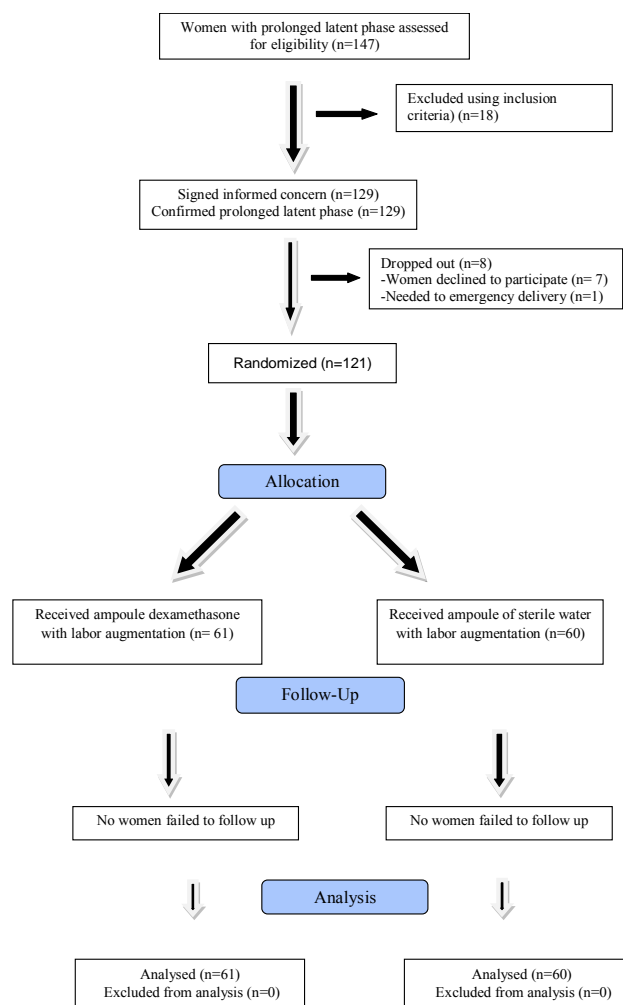 Women with prolonged latent phase assessed
for eligibility (n=147)
Excluded using inclusion
criteria) (n=18)
Signed informed concern (n=129)
Confirmed prolonged latent phase (n=129)
Dropped out (n=8)
-Women declined to participate (n= 7)
-Needed to emergency delivery (n=1)
Randomized (n=121)
Allocation
Received ampoule dexamethasone
with labor augmentation (n= 61)
Received ampoule of sterile water
with labor augmentation (n=60)
Follow-Up
No women failed to follow up
No women failed to follow up
Analysis
Analysed (n=61)
Excluded from analysis (n=0)
Analysed (n=60)
Excluded from analysis (n=0)